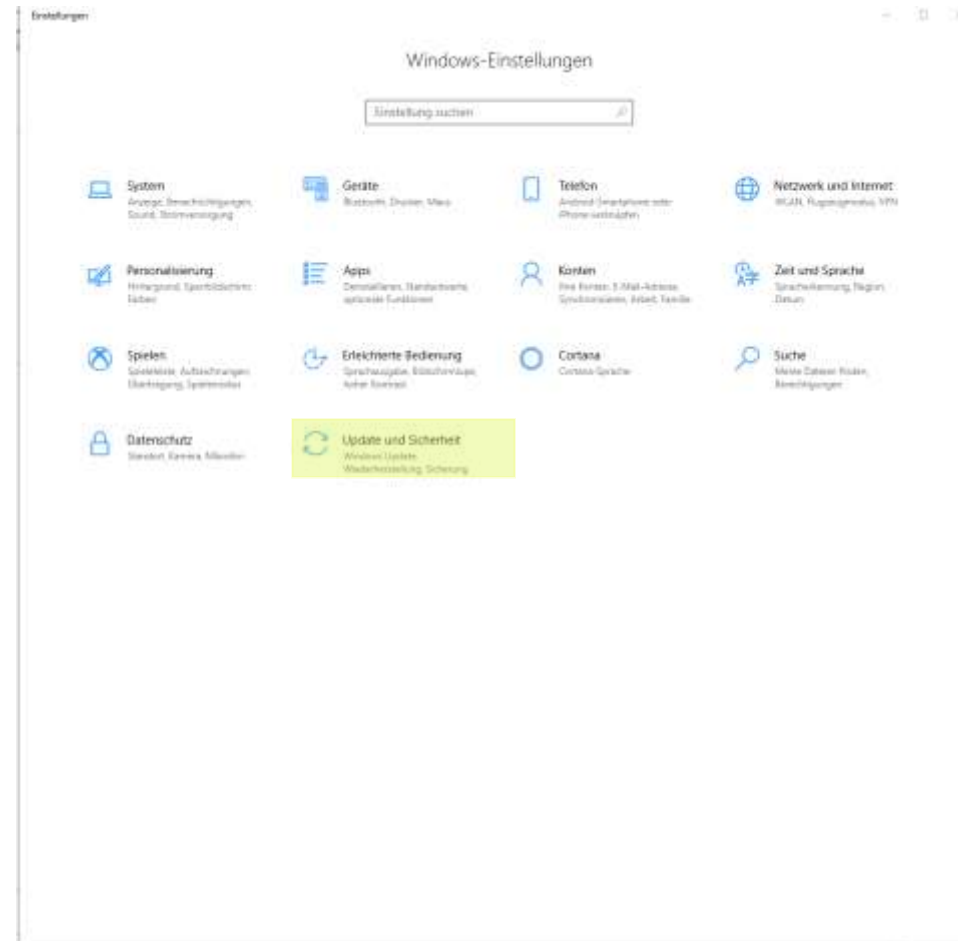 Einstellungen
Windows-Einstellungen
Einstellung suchen
System
Anzeige, Benachrichtigungen,
Sound, Stromversorgung
Geräte
Bluetooth, Drucker, Maus
Telefon
Android-Smartphone oder
iPhone verknüpfen
Netzwerk und Internet
WLAN, Flugzeugmodus, VPN
Personalisierung
Hintergrund, Sperrbildschirm,
Farben
Apps
Deinstallieren, Standardwerte,
optionale Funktionen
Konten
Ihre Konten, E-Mail-Adresse,
Synchronisieren, Arbeit, Familie
Zeit und Sprache
Spracherkennung, Region,
Datum
Spielen
Spieleleiste, Aufzeichnungen,
Übertragung, Spielemodus
Erleichterte Bedienung
Sprachausgabe, Bildschirmlupe,
hoher Kontrast
Cortana
Cortana-Sprache
Suche
Meine Dateien finden,
Berechtigungen
Datenschutz
Standort, Kamera, Mikrofon
Update und Sicherheit
Windows Update,
Wiederherstellung, Sicherung